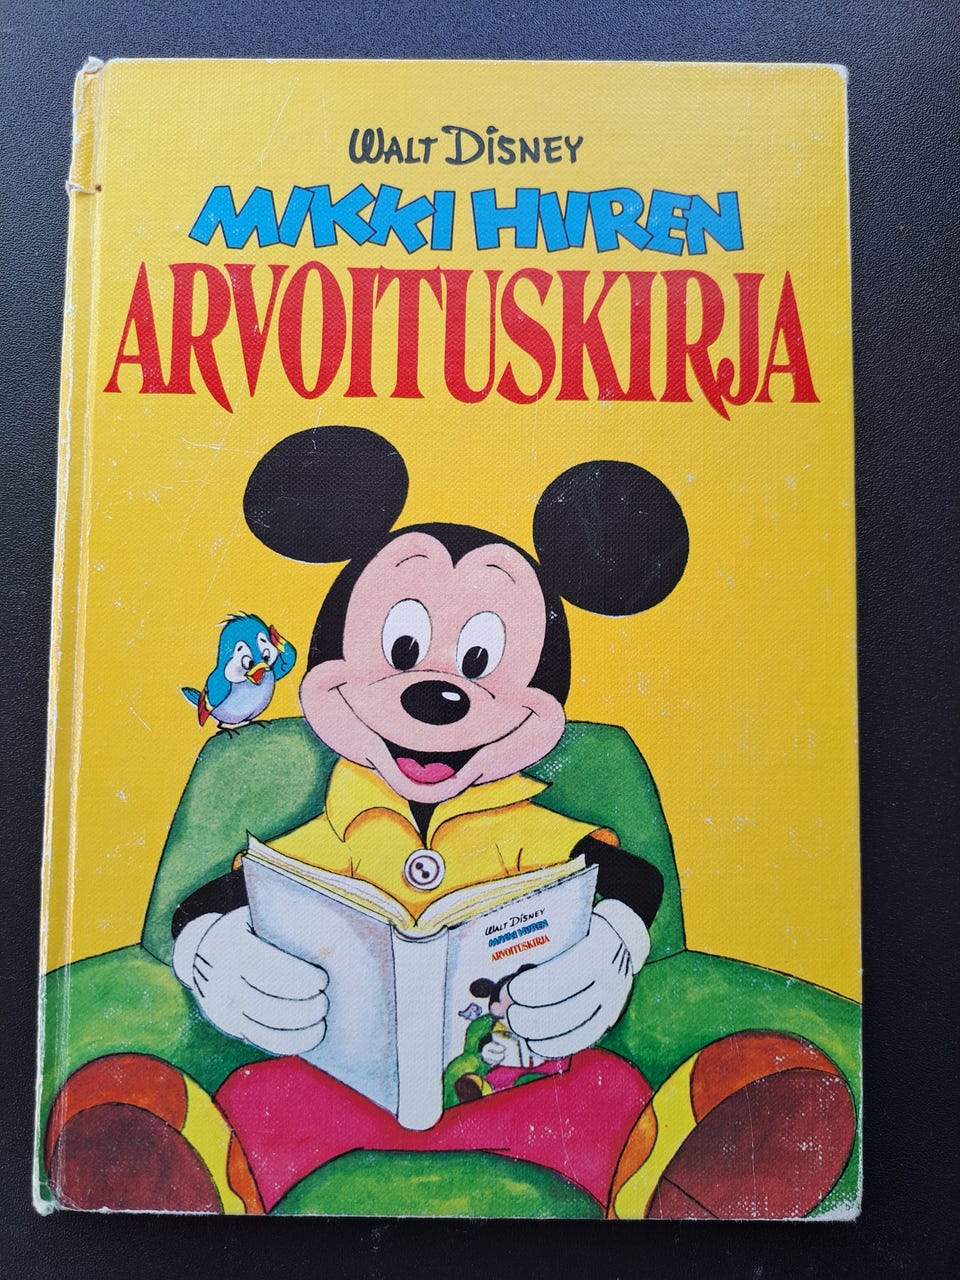 WALT DISNEY
MIKKI HIIREN
ARVOITUSKIRJA
WALT DISNEY
MIKKI HIIREN
ARVOITUSKIRJA